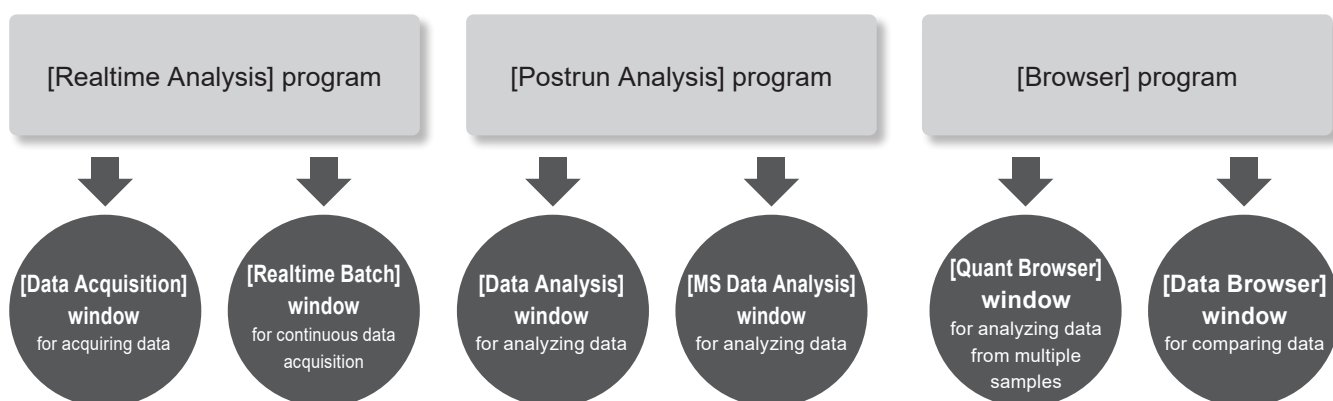 [Realtime Analysis] program
[Postrun Analysis] program
[Browser] program
[Data Acquisition]
window
for acquiring data
[Realtime Batch]
window
for continuous data
acquisition
[Data Analysis]
window
for analyzing data
[MS Data Analysis]
window
for analyzing data
[Quant Browser]
window
for analyzing data
from multiple
samples
[Data Browser]
window
for comparing data